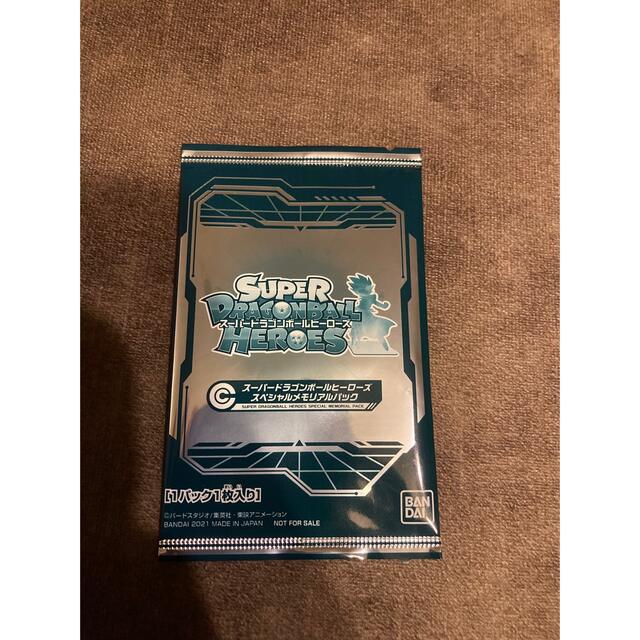 SUPER
DRAGONBALL
スーパードラゴンボールヒーローズ
HEROES
スーパードラゴンボールヒーローズ
スペシャルメモリアルパック
SUPER DRAGONBALL HEROES SPECIAL MEMORIAL PACK
[1パック1枚入り]
©バードスタジオ/集英社・東映アニメーション
BANDAI 2021 MADE IN JAPAN NOT FOR SALE
BAN
DAI